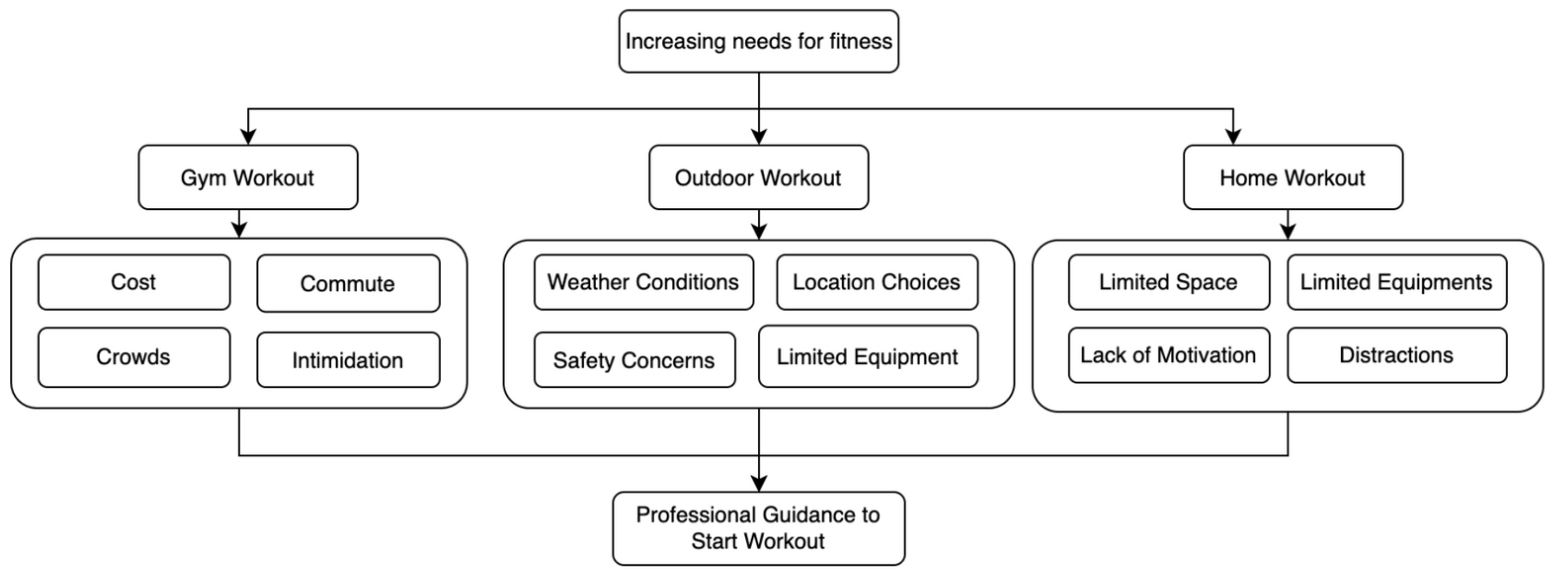 Increasing needs for fitness
Gym Workout
Outdoor Workout
Home Workout
Cost
Commute
Crowds
Intimidation
Weather Conditions
Location Choices
Safety Concerns
Limited Equipment
Limited Space
Limited Equipments
Lack of Motivation
Distractions
Professional Guidance to
Start Workout